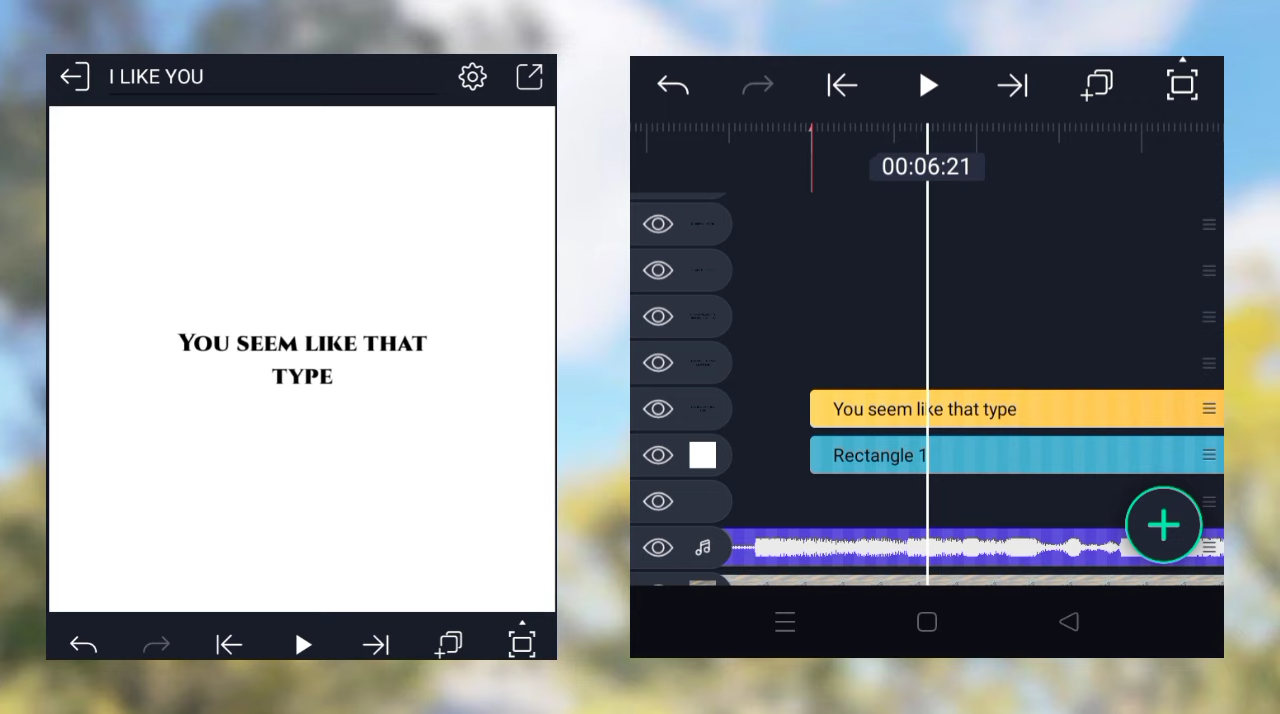 I LIKE YOU
You seem like that
type
00:06:21
You seem like that type
Rectangle 1